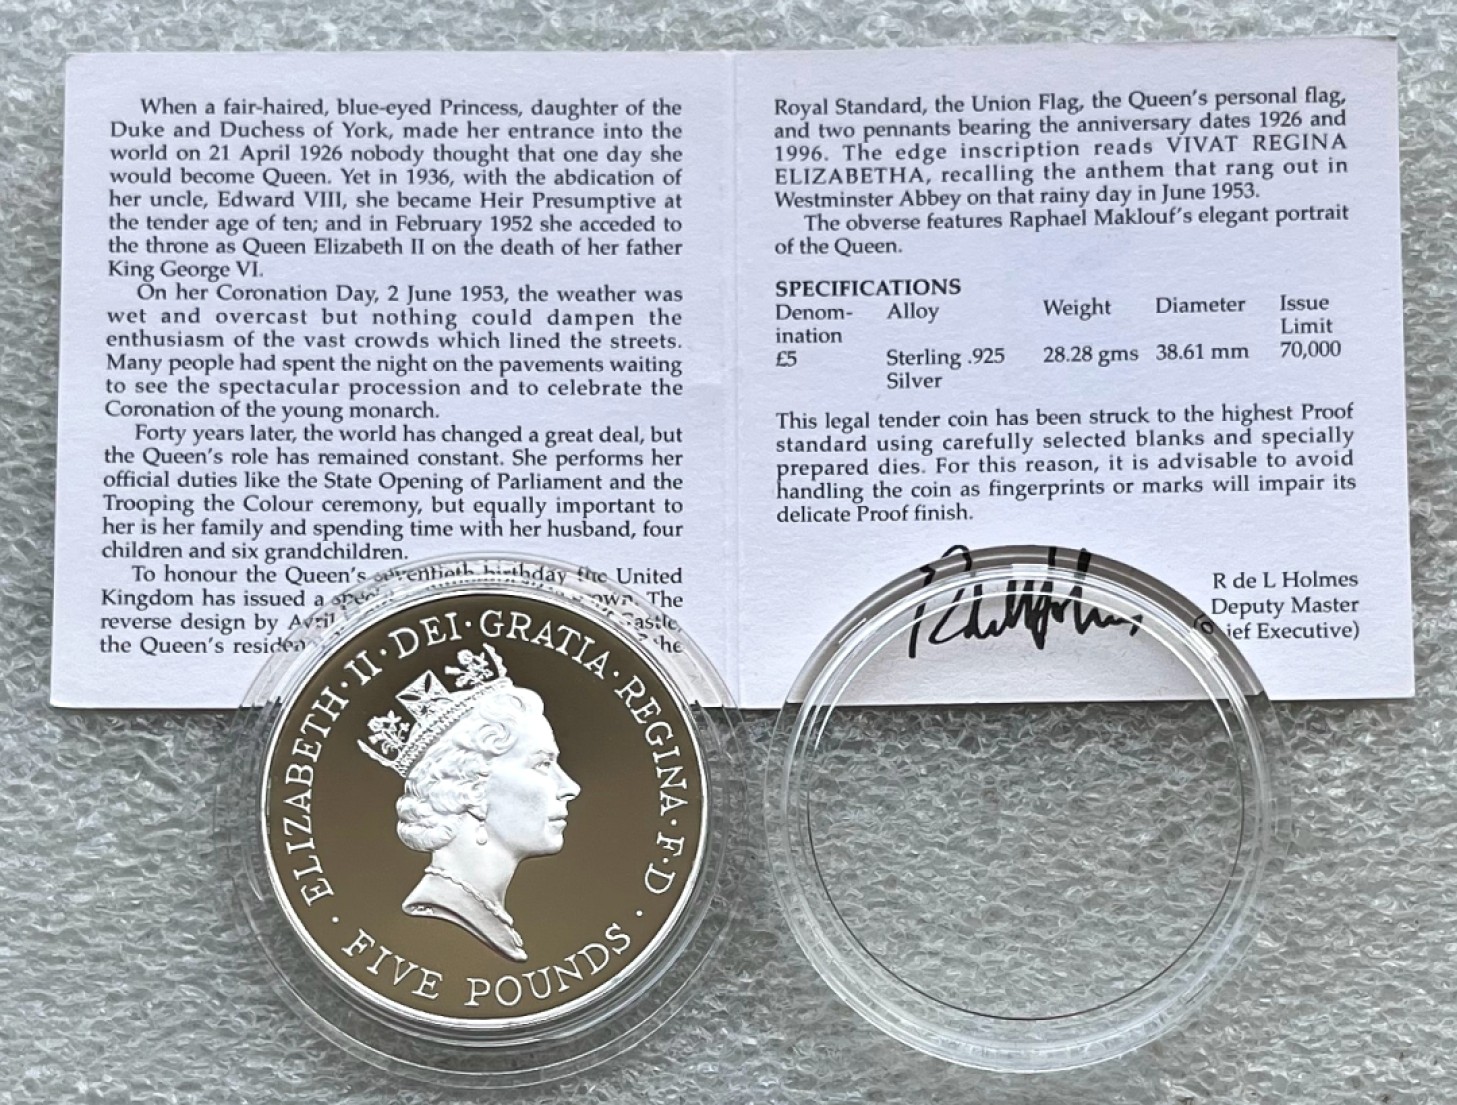 When a fair-haired, blue-eyed Princess, daughter of the
Duke and Duchess of York, made her entrance into the
world on 21 April 1926 nobody thought that one day she
would become Queen. Yet in 1936, with the abdication of
her uncle, Edward VIII, she became Heir Presumptive at
the tender age of ten; and in February 1952 she acceded to
the throne as Queen Elizabeth II on the death of her father
King George VI.
On her Coronation Day, 2 June 1953, the weather was
wet and overcast but nothing could dampen the
enthusiasm of the vast crowds which lined the streets.
Many people had spent the night on the pavements waiting
to see the spectacular procession and to celebrate the
Coronation of the young monarch.
Forty years later, the world has changed a great deal, but
the Queen's role has remained constant. She performs her
official duties like the State Opening of Parliament and the
Trooping the Colour ceremony, but equally important to
her is her family and spending time with her husband, four
children and six grandchildren.
To honour the Queen's seventieth birthday the United
Kingdom has issued a The
reverse design by
the Queen's
Royal Standard, the Union Flag, the Queen's personal flag,
and two pennants bearing the anniversary dates 1926 and
1996. The edge inscription reads VIVAT REGINA
ELIZABETHA, recalling the anthem that rang out in
Westminster Abbey on that rainy day in June 1953.
The obverse features Raphael Maklouf's elegant portrait
of the Queen.
SPECIFICATIONS
Denom- Alloy Weight Diameter Issue
ination Limit
£5 Sterling .925 28.28 gms 38.61 mm 70,000
Silver
This legal tender coin has been struck to the highest Proof
standard using carefully selected blanks and specially
prepared dies. For this reason, it is advisable to avoid
handling the coin as fingerprints or marks will impair its
delicate Proof finish.
R de L Holmes
Deputy Master
Executive)
ELIZABETH·II·DEI·GRATIA·REGINA·F·D
·FIVE POUNDS·